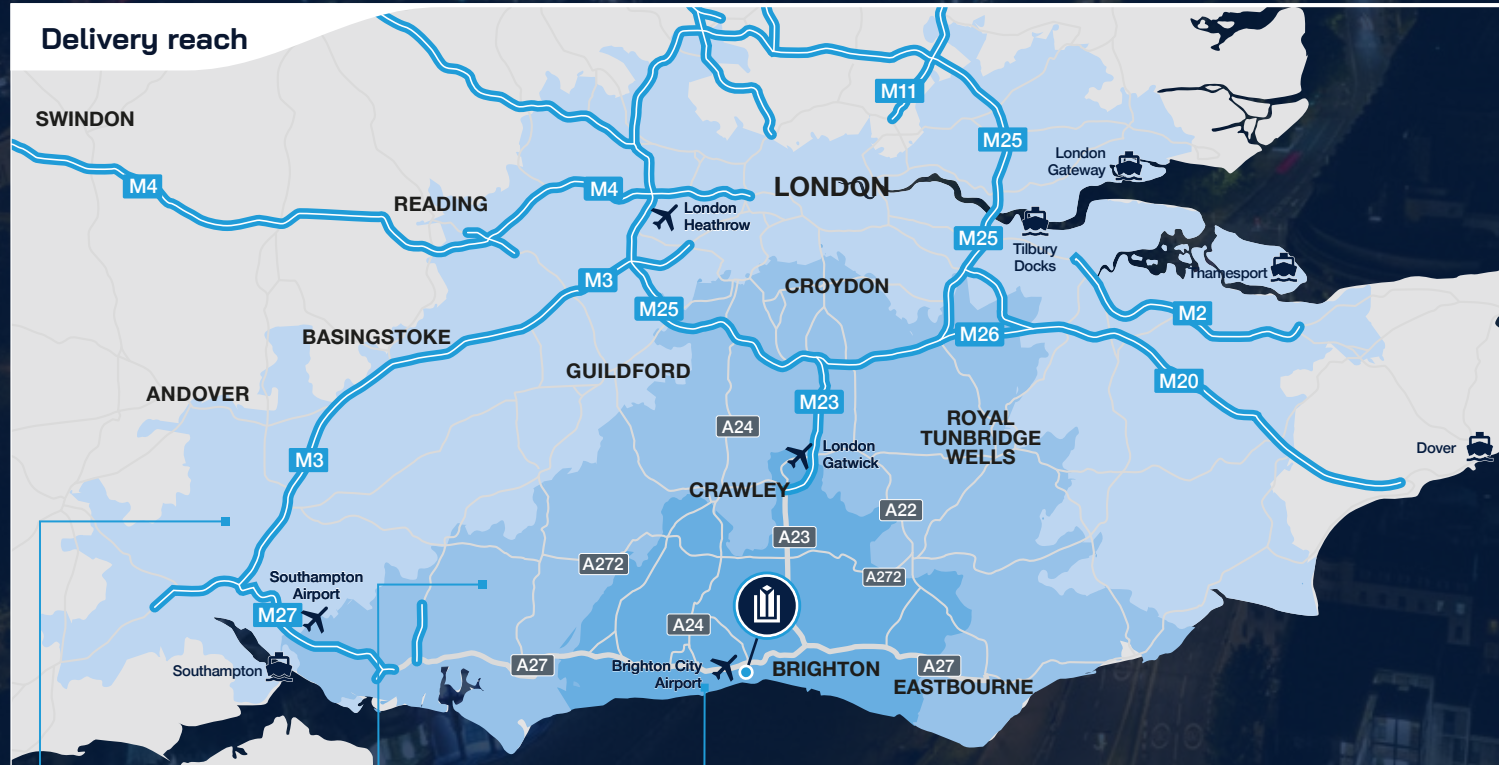 Delivery reach
SWINDON
M4
READING
M4
London
Heathrow
LONDON
M11
M25
London
Gateway
M25
Tilbury
Docks
Thamesport
M3
M25
CROYDON
M26
M2
BASINGSTOKE
GUILDFORD
M23
M20
ANDOVER
A24
ROYAL
TUNBRIDGE
WELLS
London
Gatwick
Dover
M3
CRAWLEY
A22
A23
A272
A272
Southampton
Airport
M27
A24
Southampton
A27
Brighton City
Airport
BRIGHTON
A27
EASTBOURNE